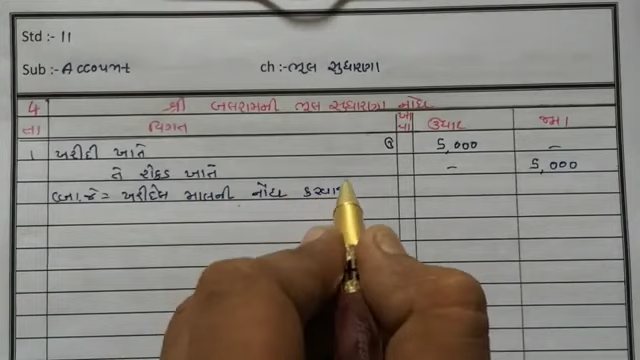 Std :- 11
Sub :- Account ch :- ભૂલ સુધારણા
4 શ્રી જલારામની ભૂલ સુધારણા નોંધ
ના વિગત ખા પા ઉધાર જમા
1 ખરીદી ખાતે ઉ 5,000 –
તે રોકડ ખાતે – 5,000
(બા.જે = ખરીદેલ માલની નોંધ કરવા